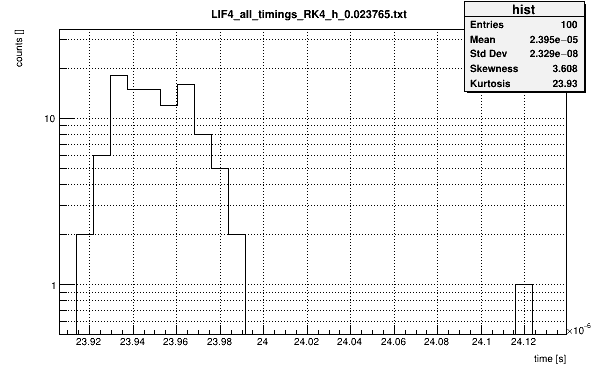 LIF4_all_timings_RK4_h_0.023765.txt
hist
Entries 100
Mean 2.395e−05
Std Dev 2.329e−08
Skewness 3.608
Kurtosis 23.93
counts []
10
1
23.92 23.94 23.96 23.98 24 24.02 24.04 24.06 24.08 24.1 24.12
×10⁻⁶
time [s]